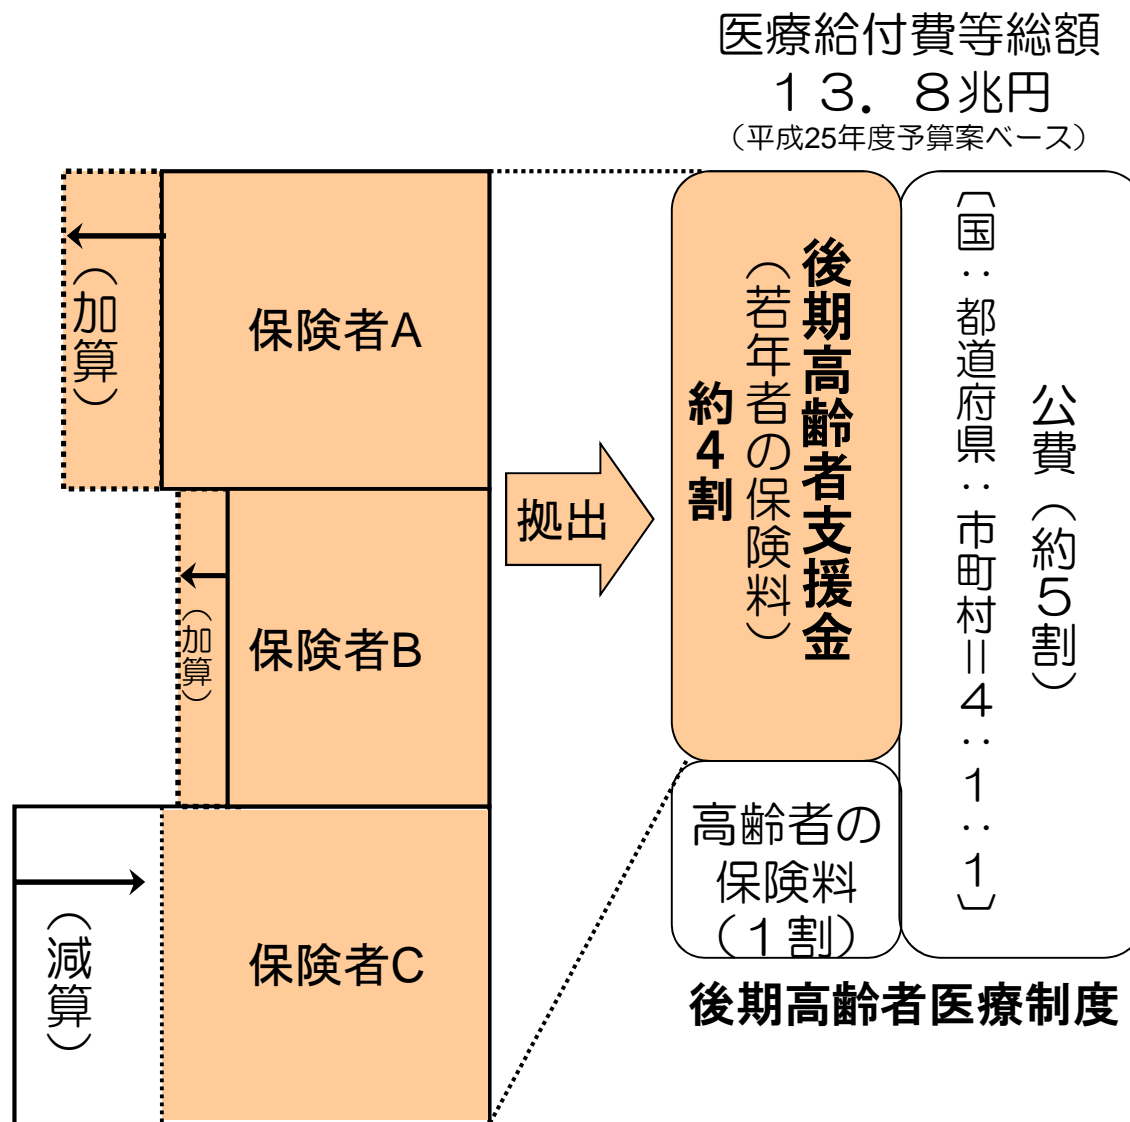 医療給付費等総額
１３．８兆円
（平成25年度予算案ベース）
（加算）
保険者A
（加算）
保険者B
（減算）
保険者C
拠出
後期高齢者支援金
（若年者の保険料）
約４割
高齢者の
保険料
（１割）
公費（約５割）
〔国：都道府県：市町村＝４：１：１〕
後期高齢者医療制度